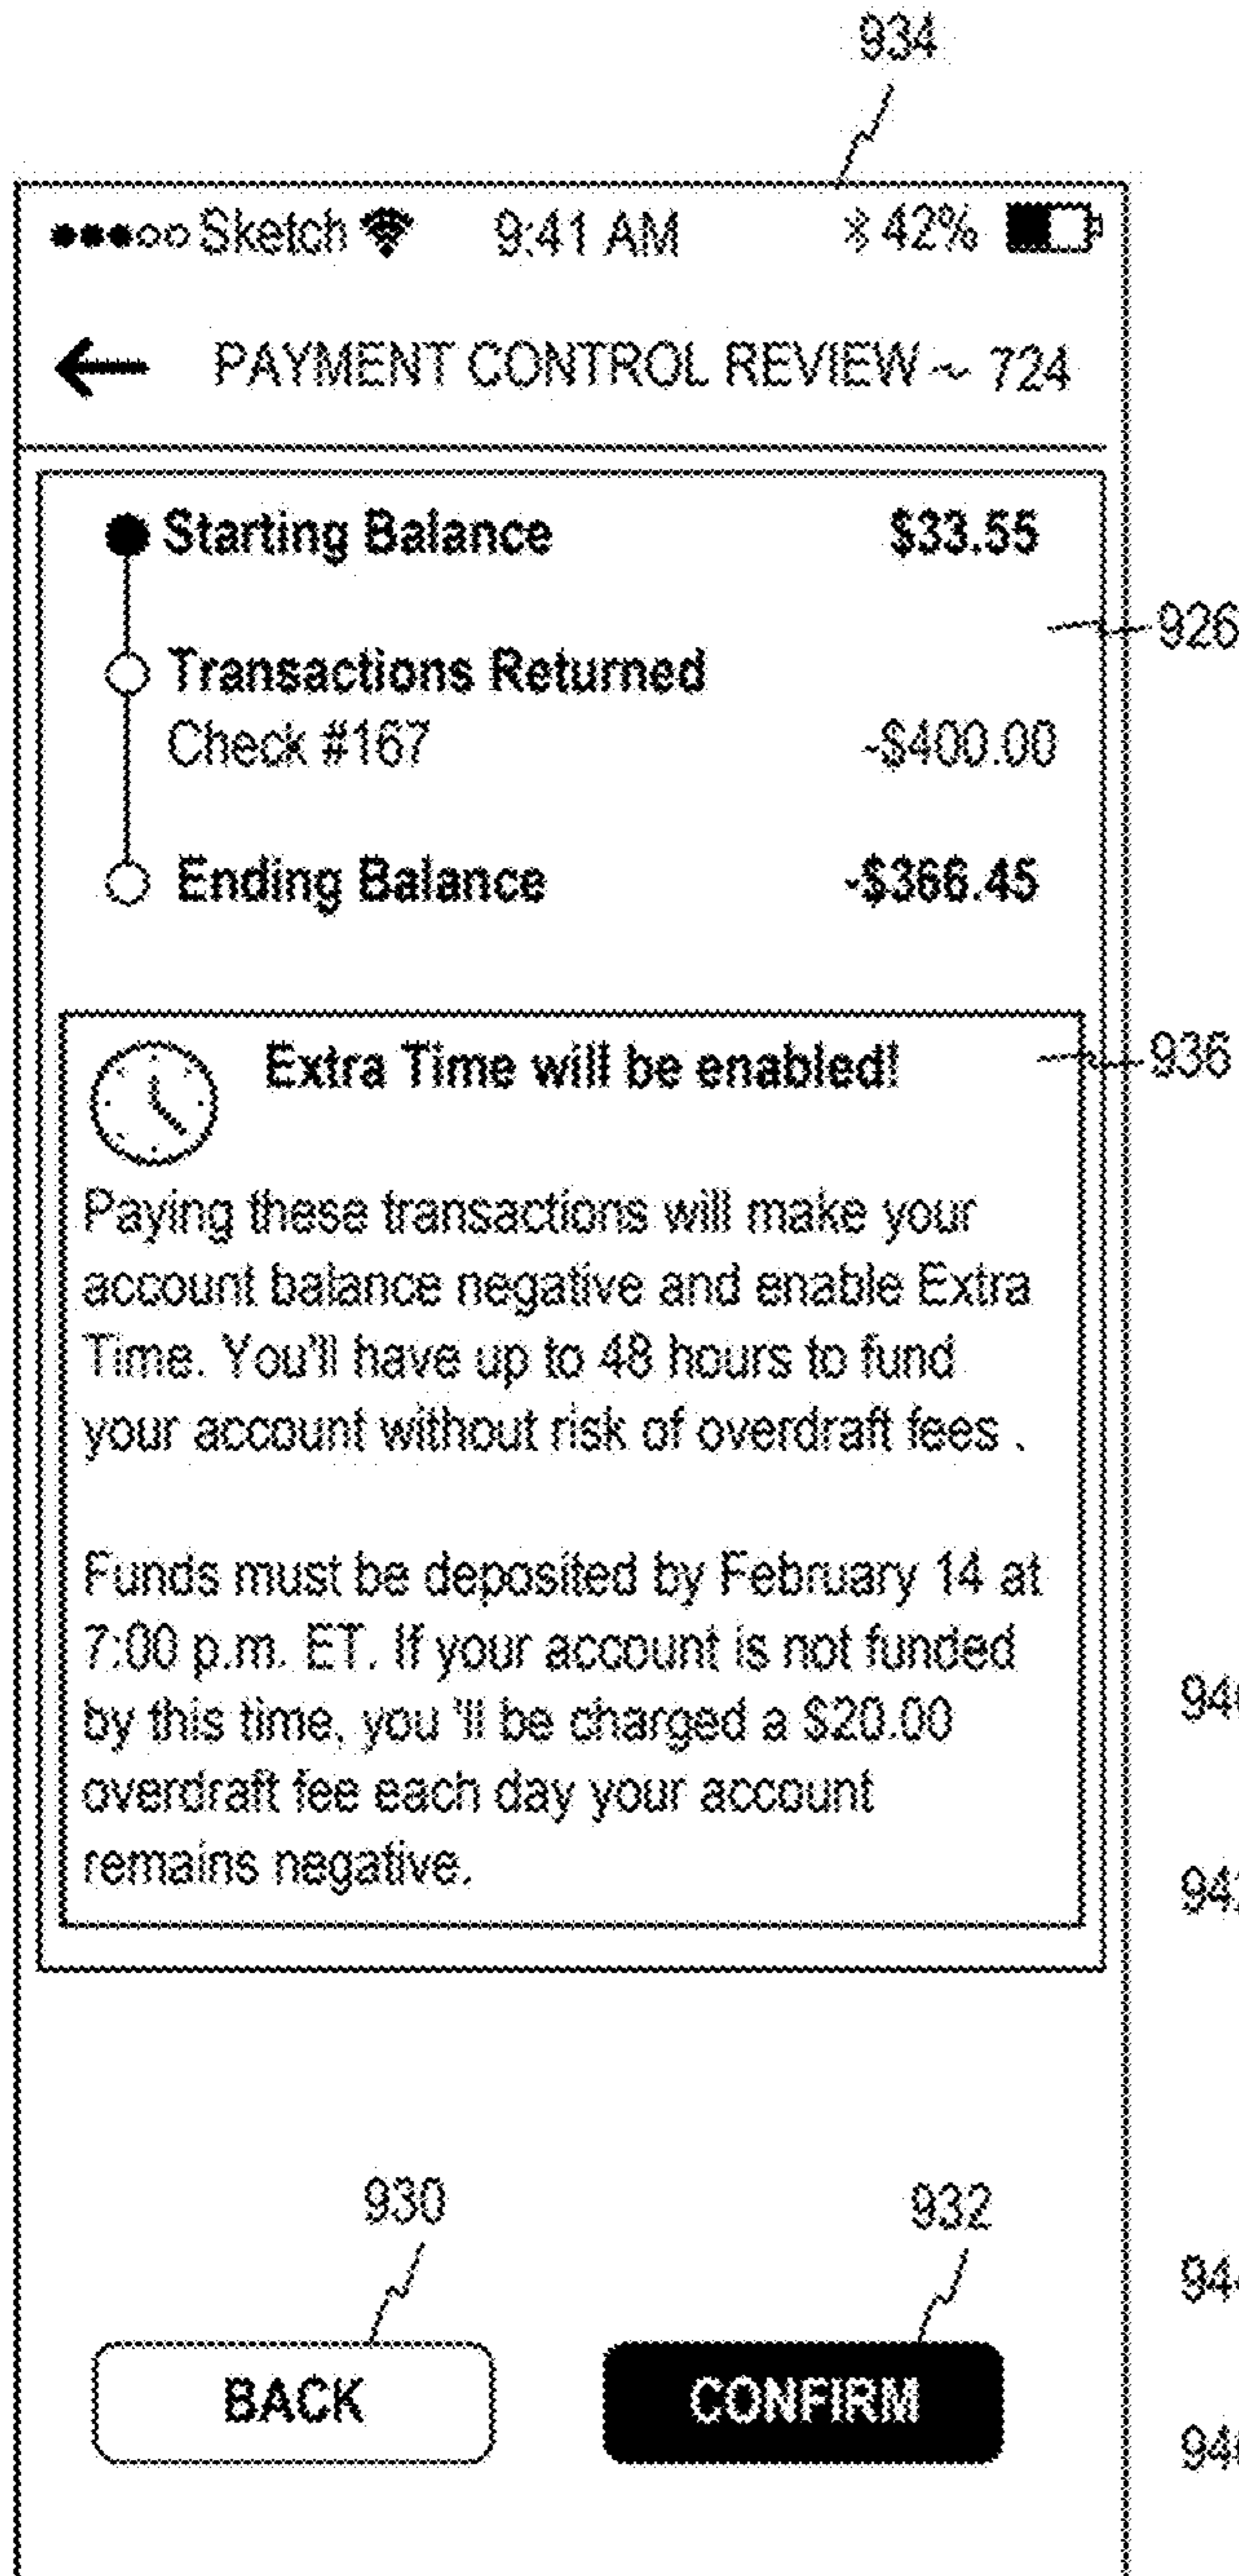 934
Sketch 9:41 AM 42%
PAYMENT CONTROL REVIEW ~ 724
Starting Balance $33.55
926
Transactions Returned
Check #167 -$400.00
Ending Balance -$366.45
Extra Time will be enabled!
936
Paying these transactions will make your
account balance negative and enable Extra
Time. You'll have up to 48 hours to fund
your account without risk of overdraft fees .
Funds must be deposited by February 14 at
7:00 p.m. ET. If your account is not funded
by this time, you 'll be charged a $20.00
overdraft fee each day your account
remains negative.
930 932
BACK CONFIRM